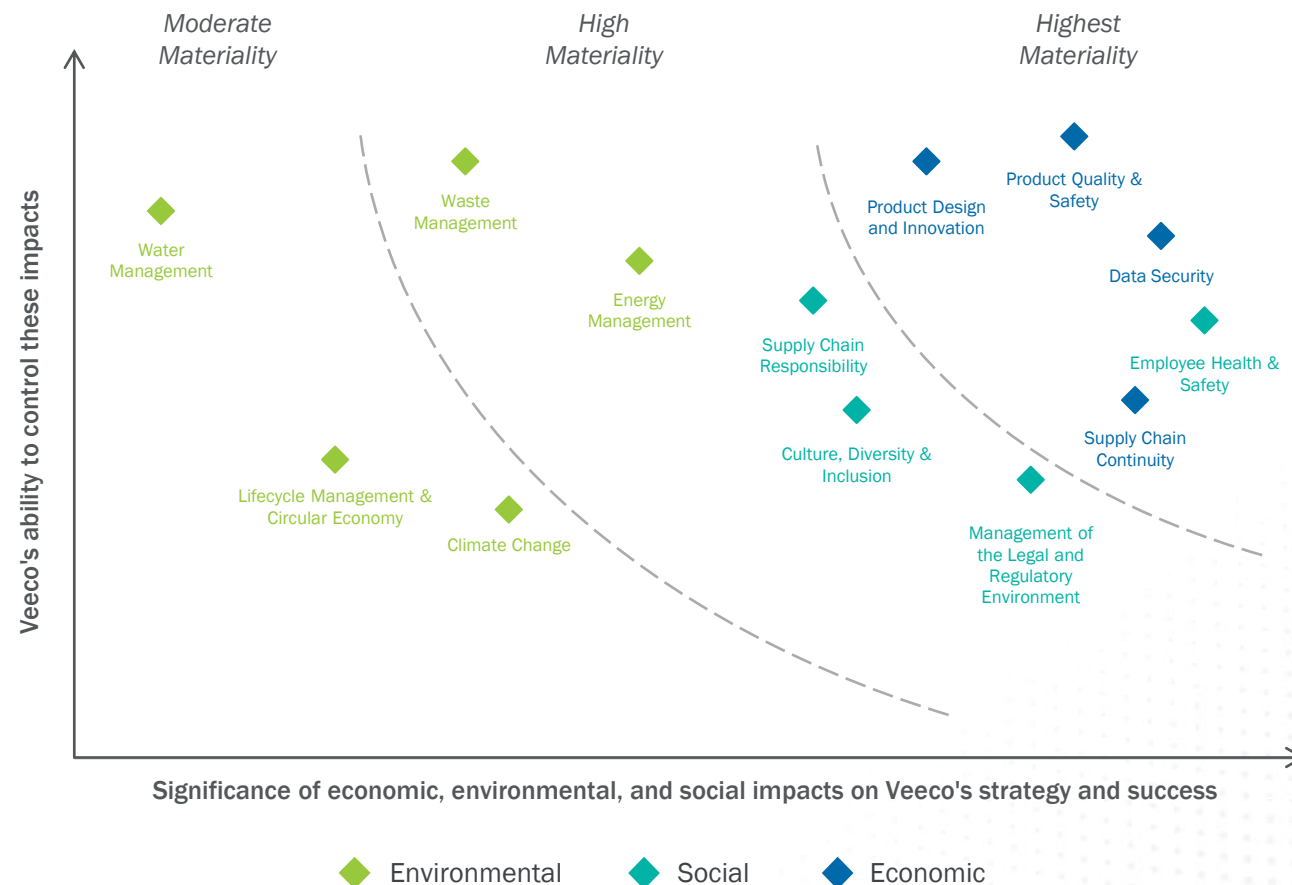 Moderate
Materiality
High
Materiality
Highest
Materiality
Veeco's ability to control these impacts
Water
Management
Waste
Management
Energy
Management
Lifecycle Management &
Circular Economy
Climate Change
Supply Chain
Responsibility
Culture, Diversity &
Inclusion
Management of
the Legal and
Regulatory
Environment
Product Design
and Innovation
Product Quality &
Safety
Data Security
Employee Health &
Safety
Supply Chain
Continuity
Significance of economic, environmental, and social impacts on Veeco's strategy and success
Environmental
Social
Economic